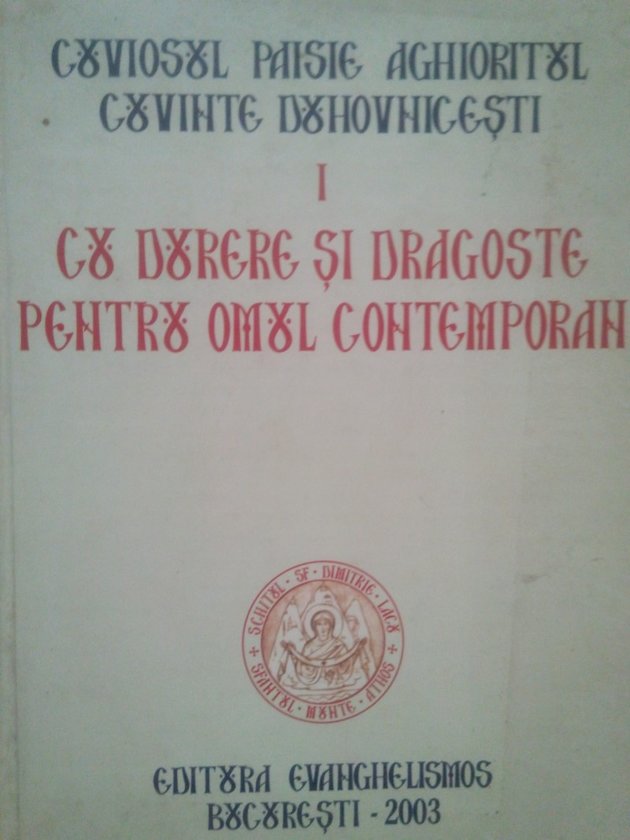 CUVIOSUL PAISIE AGHIORITUL
CUVINTE DUHOVNICEȘTI
I
CU DURERE ȘI DRAGOSTE
PENTRU OMUL CONTEMPORAN
SCHITUL · SF · DIMITRIE · LACU
SFANTUL · MUNTE · ATHOS
EDITURA EVANGHELISMOS
BUCUREȘTI - 2003